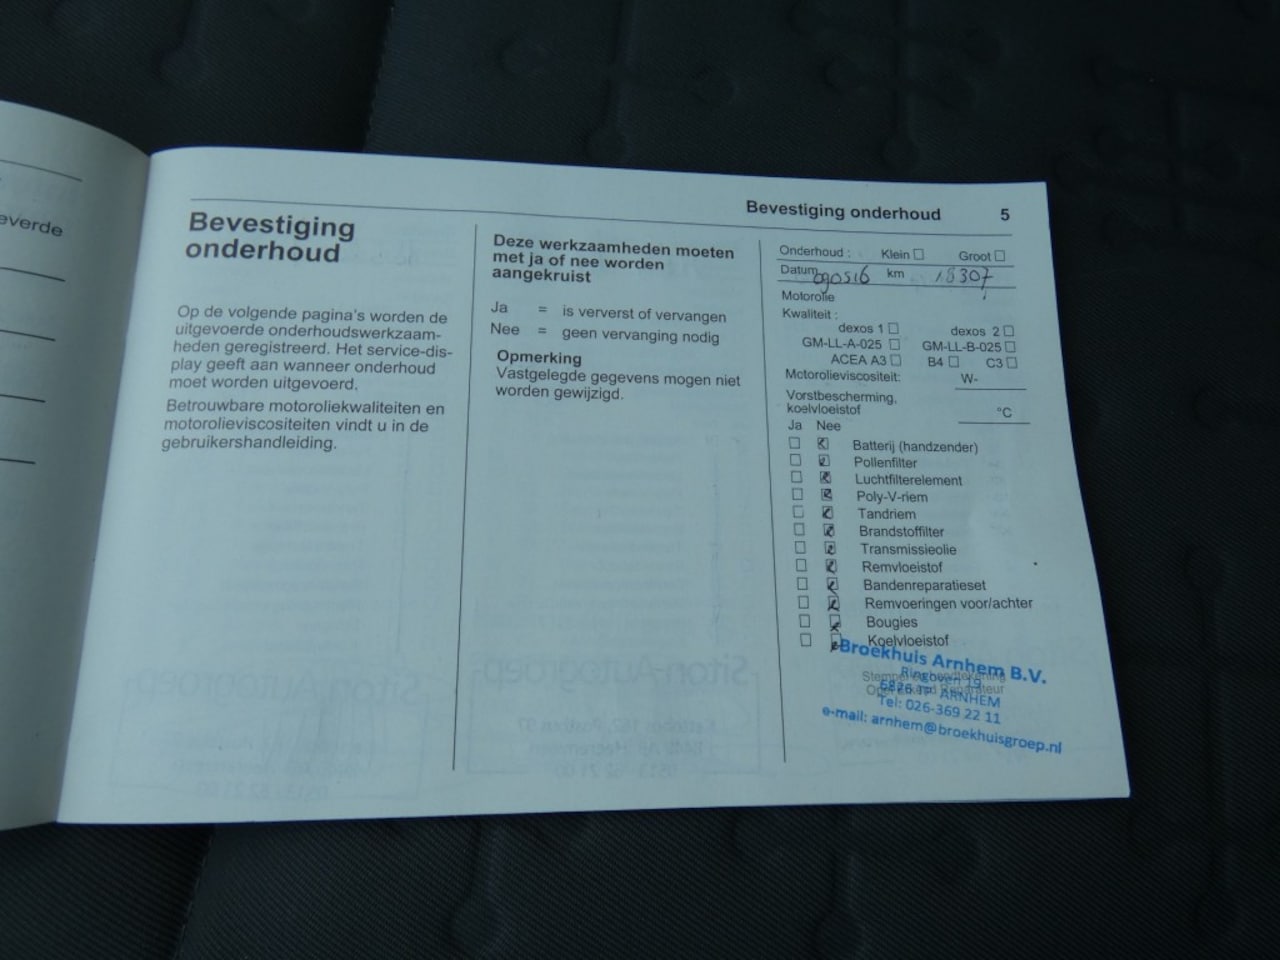 everde
Bevestiging onderhoud 5
Bevestiging
onderhoud
Op de volgende pagina's worden de
uitgevoerde onderhoudswerkzaam-
heden geregistreerd. Het service-dis-
play geeft aan wanneer onderhoud
moet worden uitgevoerd.
Betrouwbare motoroliekwaliteiten en
motorolieviscositeiten vindt u in de
gebruikershandleiding.
Deze werkzaamheden moeten
met ja of nee worden
aangekruist
Ja = is ververst of vervangen
Nee = geen vervanging nodig
Opmerking
Vastgelegde gegevens mogen niet
worden gewijzigd.
Onderhoud : Klein ☐ Groot ☐
Datum 090516 km 18307
Motorolie
Kwaliteit :
dexos 1 ☐ dexos 2 ☐
GM-LL-A-025 ☐ GM-LL-B-025 ☐
ACEA A3 ☐ B4 ☐ C3 ☐
Motorolieviscositeit: W-
Vorstbescherming,
koelvloeistof °C
Ja Nee
Batterij (handzender)
Pollenfilter
Luchtfilterelement
Poly-V-riem
Tandriem
Brandstoffilter
Transmissieolie
Remvloeistof
Bandenreparatieset
Remvoeringen voor/achter
Bougies
Koelvloeistof
Broekhuis Arnhem B.V.
ARNHEM
Tel: 026-369 22 11
e-mail: arnhem@broekhuisgroep.nl